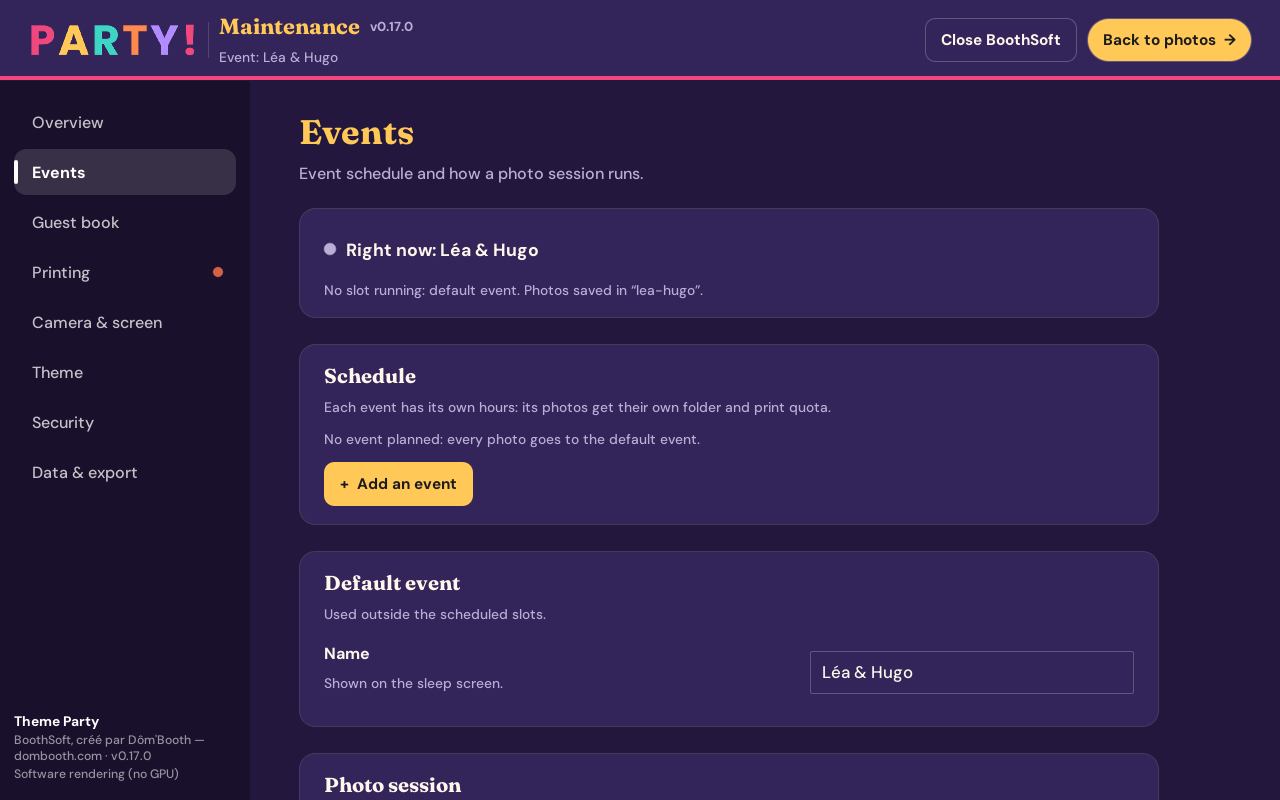 PARTY!
Maintenance v0.17.0
Event: Léa & Hugo
Close BoothSoft
Back to photos →
Overview
Events
Guest book
Printing
Camera & screen
Theme
Security
Data & export
Theme Party
BoothSoft, créé par Dôm'Booth —
dombooth.com · v0.17.0
Software rendering (no GPU)
Events
Event schedule and how a photo session runs.
Right now: Léa & Hugo
No slot running: default event. Photos saved in “lea-hugo”.
Schedule
Each event has its own hours: its photos get their own folder and print quota.
No event planned: every photo goes to the default event.
+ Add an event
Default event
Used outside the scheduled slots.
Name
Shown on the sleep screen.
Léa & Hugo
Photo session